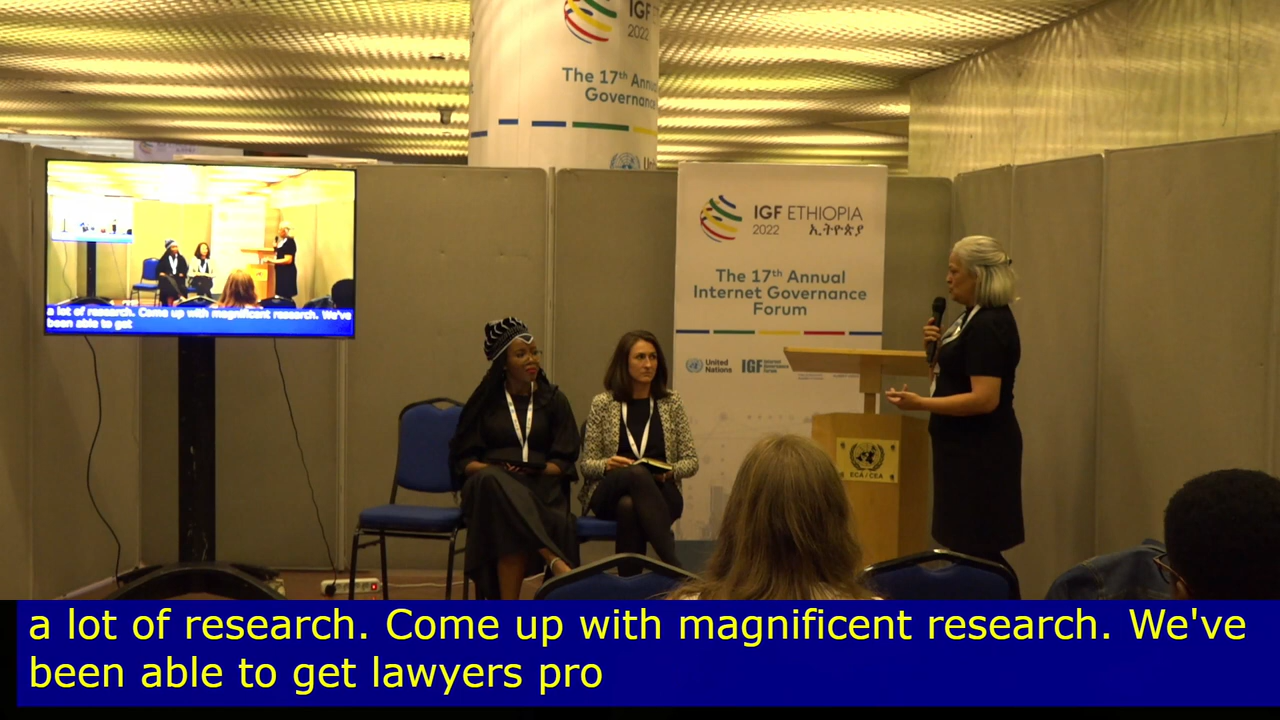 IGF
2022
The 17th Annua
Governance
IGF ETHIOPIA
2022 ኢትዮጵያ
The 17th Annual
Internet Governance
Forum
United
Nations
IGF
ECA / CEA
a lot of research. Come up with magnificent research. We've
been able to get
a lot of research. Come up with magnificent research. We've
been able to get lawyers pro